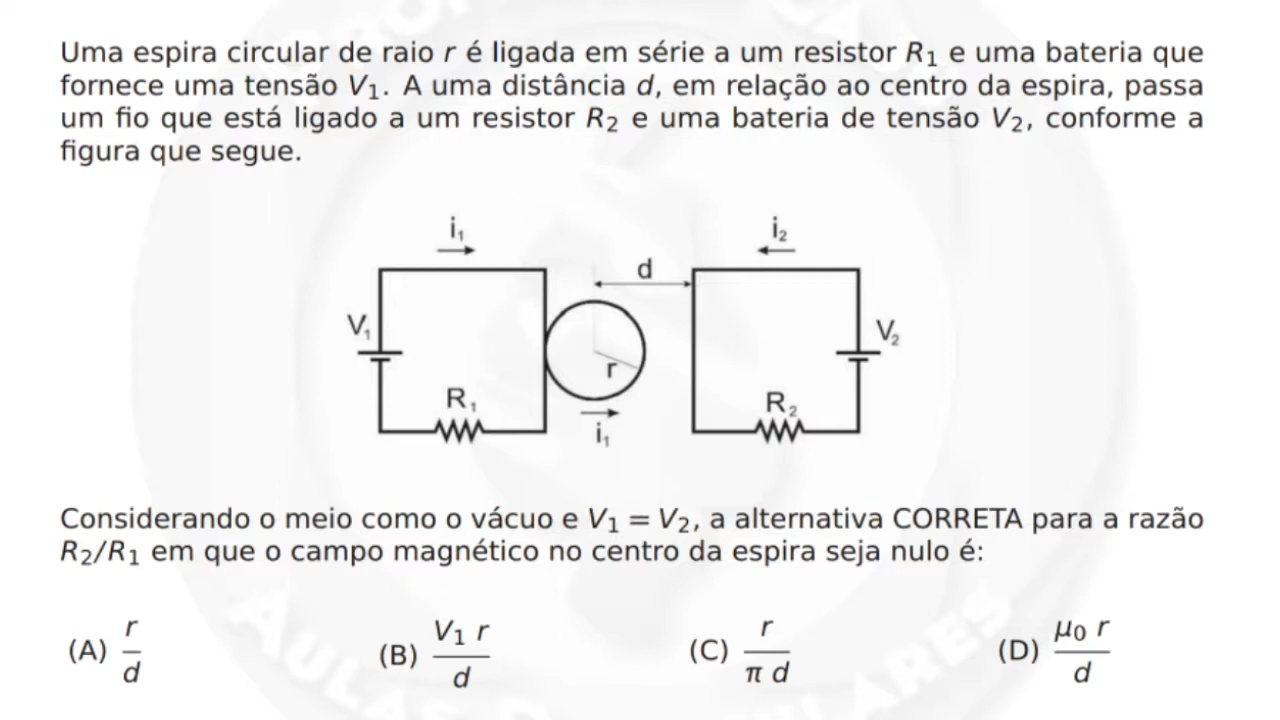 Uma espira circular de raio r é ligada em série a um resistor R₁ e uma bateria que
fornece uma tensão V₁. A uma distância d, em relação ao centro da espira, passa
um fio que está ligado a um resistor R₂ e uma bateria de tensão V₂, conforme a
figura que segue.
i₁ i₂
d
V₁ V₂
r
R₁ R₂
i₁
Considerando o meio como o vácuo e V₁ = V₂, a alternativa CORRETA para a razão
R₂/R₁ em que o campo magnético no centro da espira seja nulo é:
(A) r/d (B) V₁ r/d (C) r/π d (D) μ₀ r/d